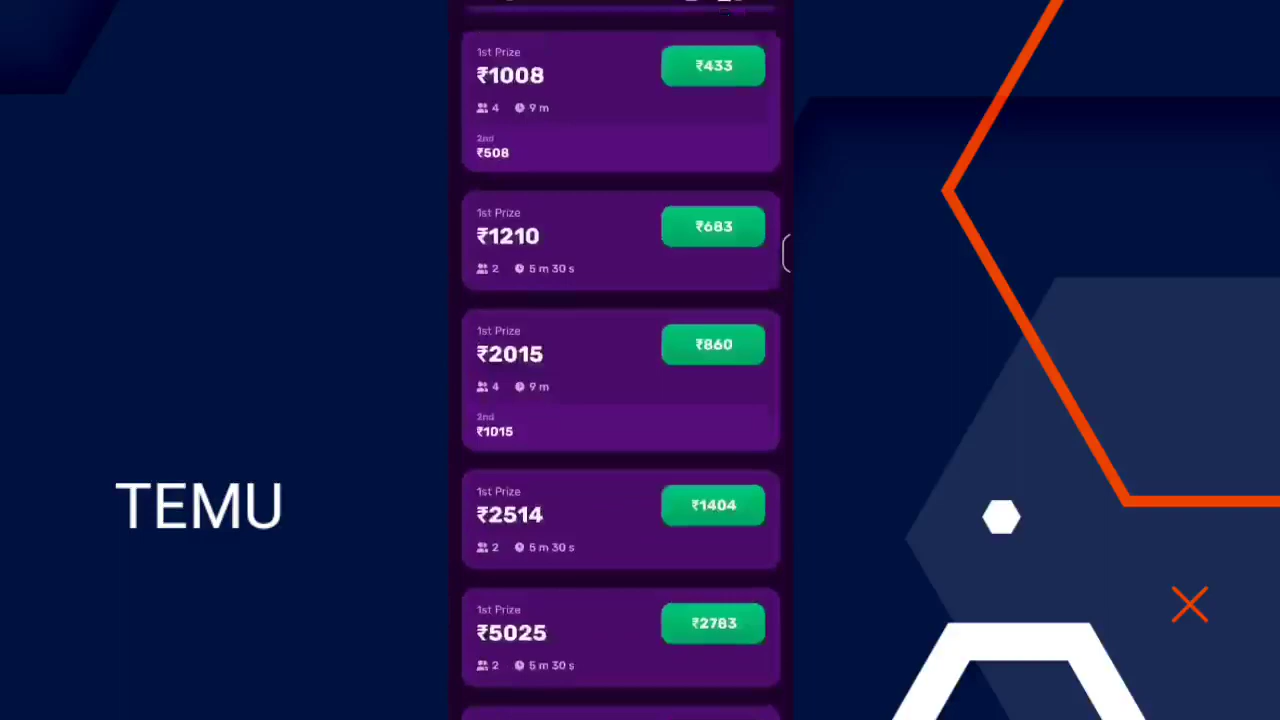 1st Prize
₹1008
₹433
4 9 m
2nd
₹508
1st Prize
₹1210
₹683
2 5 m 30 s
1st Prize
₹2015
₹860
4 9 m
2nd
₹1015
1st Prize
₹2514
₹1404
2 5 m 30 s
TEMU
1st Prize
₹5025
₹2783
2 5 m 30 s